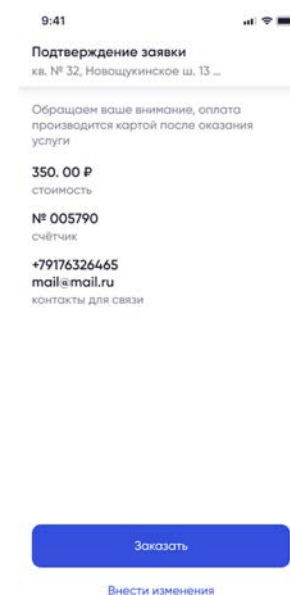 9:41
Подтверждение заявки
кв. № 32, Новощукинское ш. 13 ...
Обращаем ваше внимание, оплата
производится картой после оказания
услуги
350. 00 ₽
стоимость
№ 005790
счётчик
+79176326465
mail@mail.ru
контакты для связи
Заказать
Внести изменения